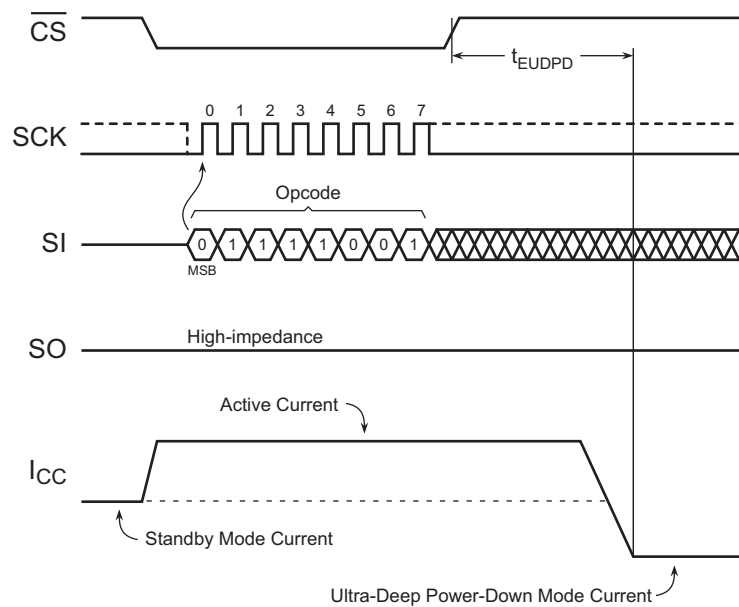 CS
tEUDPD
SCK
0 1 2 3 4 5 6 7
Opcode
SI
0 1 1 1 1 0 0 1
MSB
SO
High-impedance
Active Current
ICC
Standby Mode Current
Ultra-Deep Power-Down Mode Current